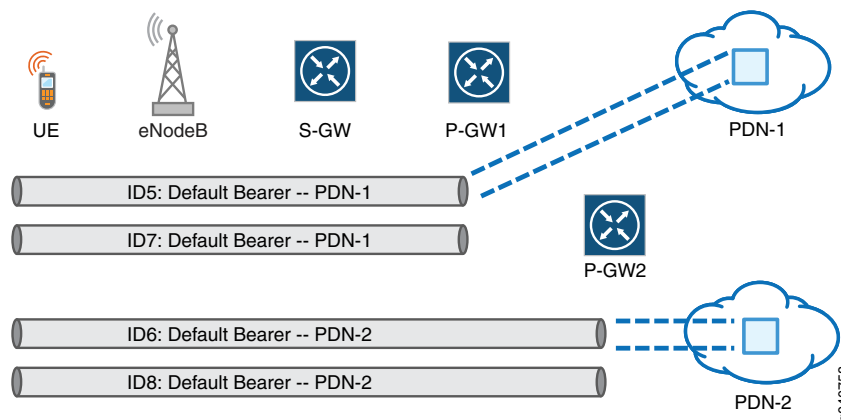 UE
eNodeB
S-GW
P-GW1
PDN-1
ID5: Default Bearer -- PDN-1
ID7: Default Bearer -- PDN-1
P-GW2
ID6: Default Bearer -- PDN-2
ID8: Default Bearer -- PDN-2
PDN-2